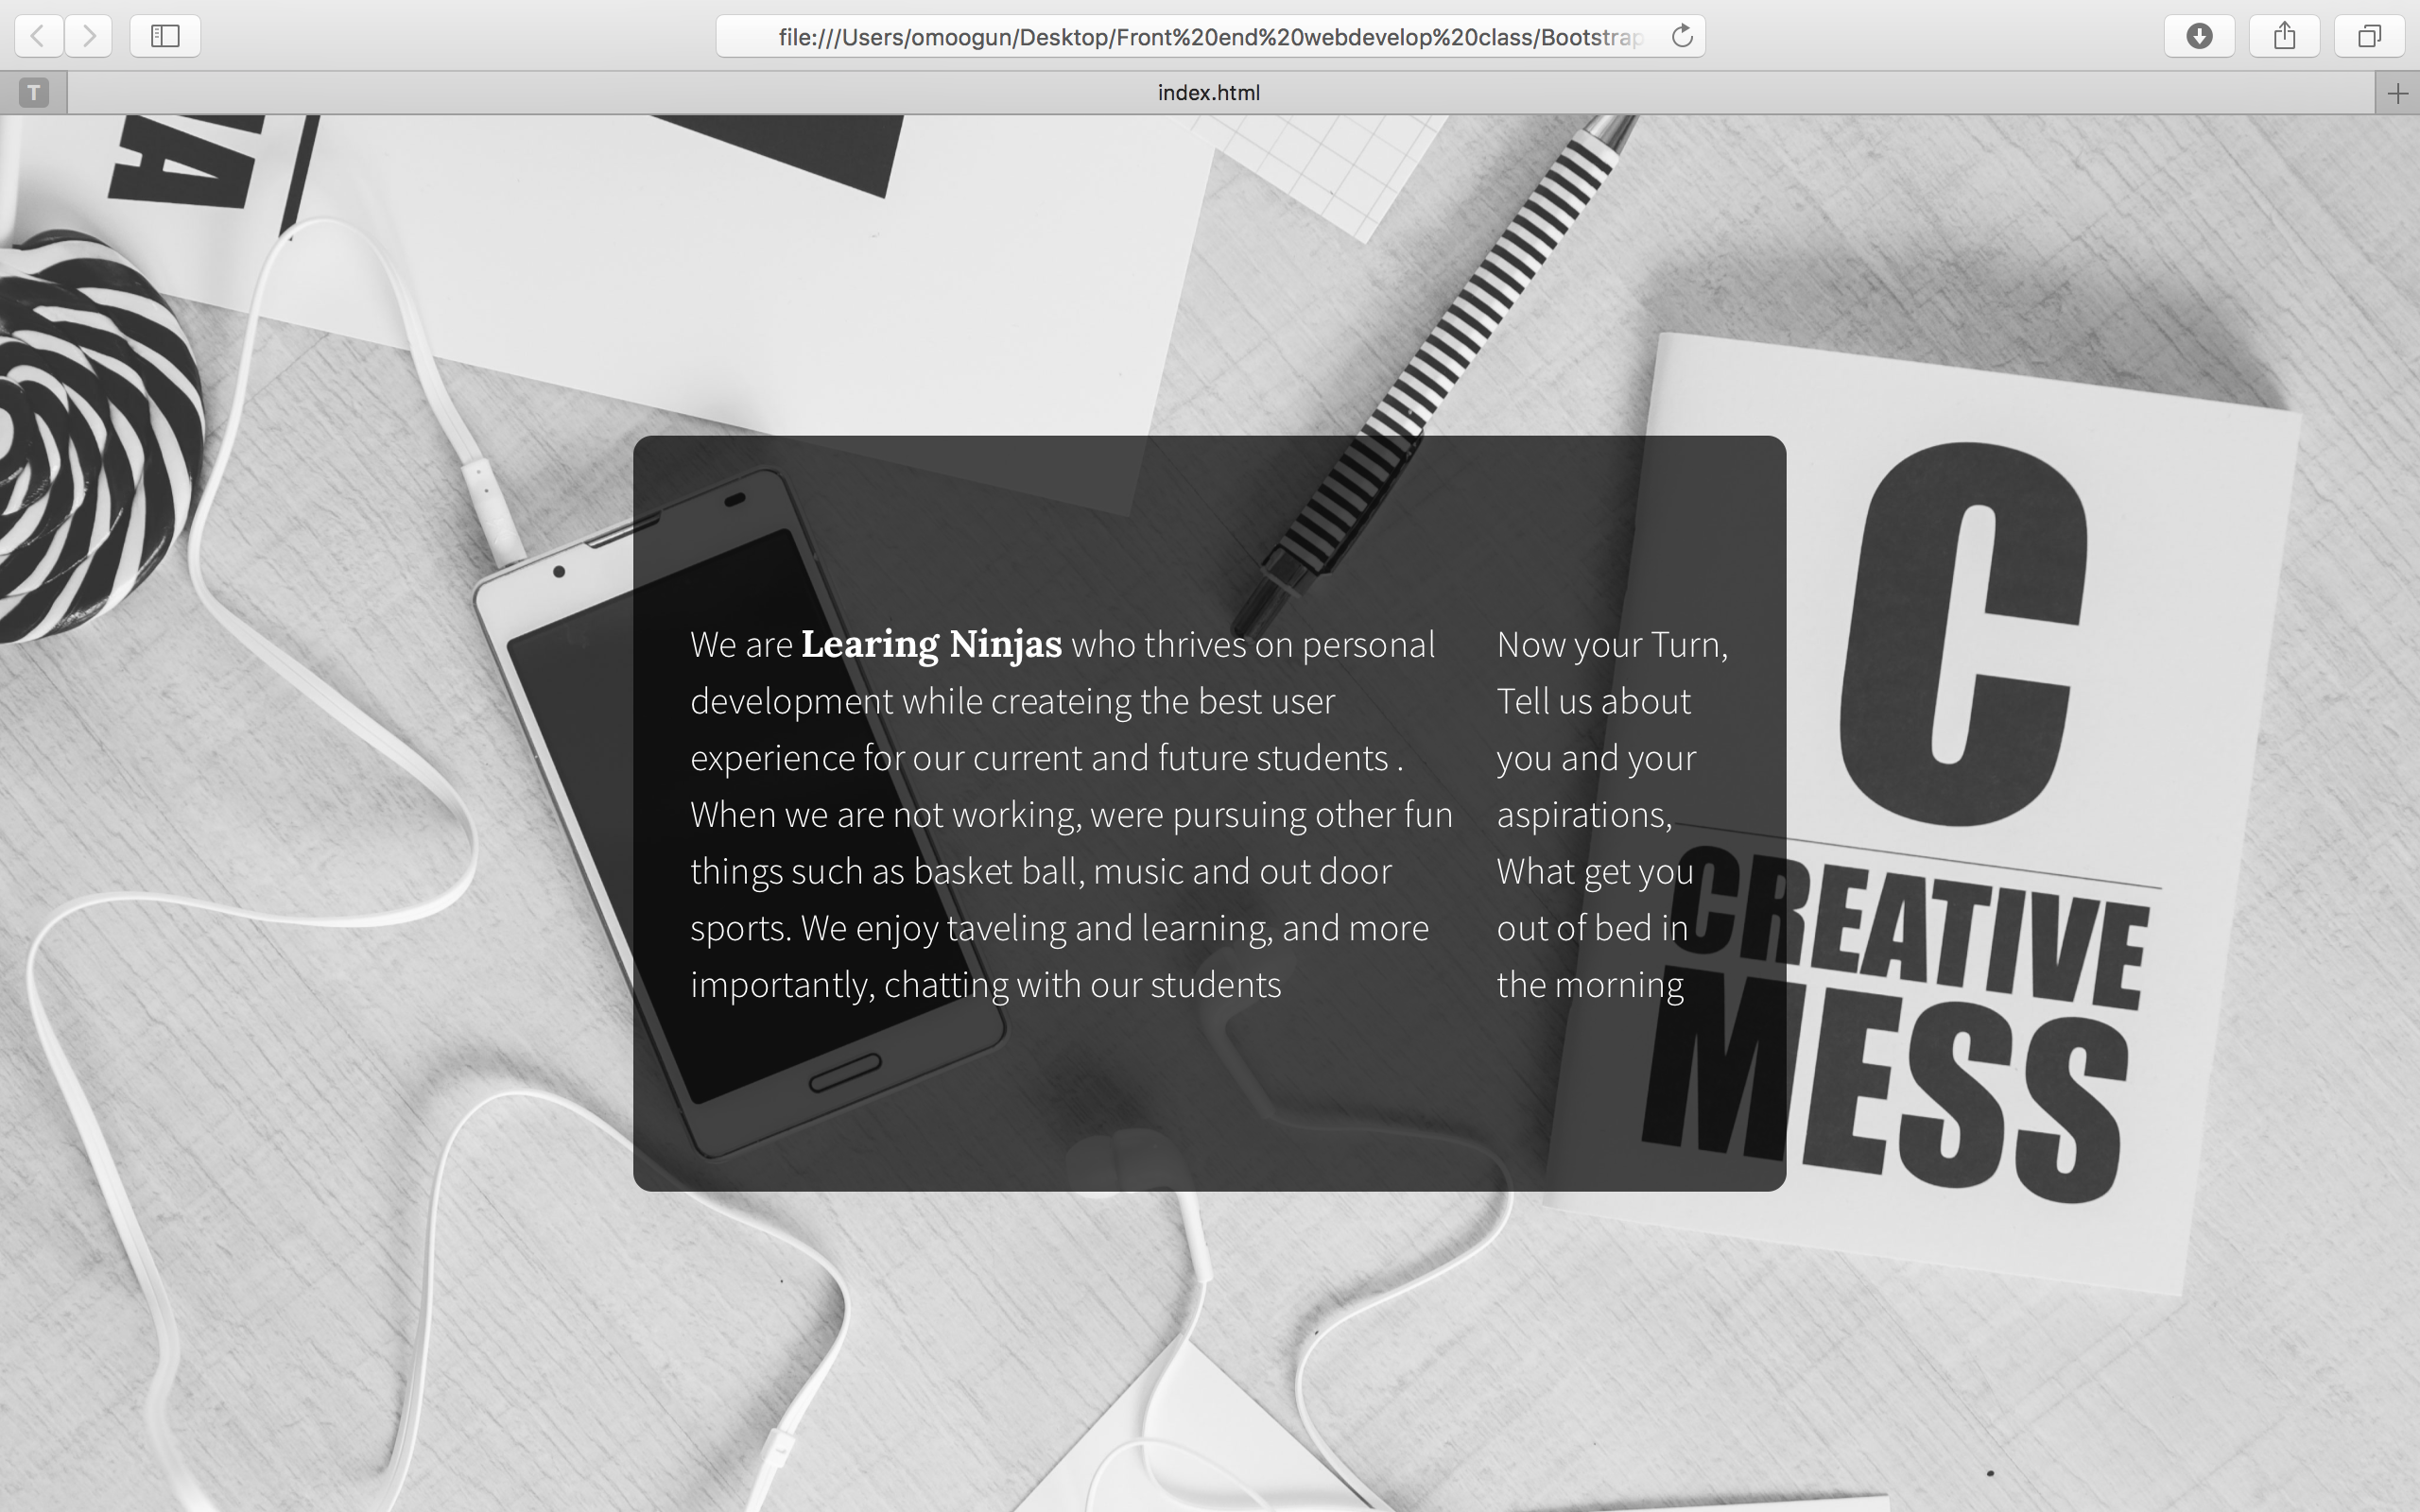 file:///Users/omoogun/Desktop/Front%20end%20webdevelop%20class/Bootstrap
T
index.html
We are Learing Ninjas who thrives on personal
development while createing the best user
experience for our current and future students .
When we are not working, were pursuing other fun
things such as basket ball, music and out door
sports. We enjoy taveling and learning, and more
importantly, chatting with our students
Now your Turn,
Tell us about
you and your
aspirations,
What get you
out of bed in
the morning
C
CREATIVE
MESS